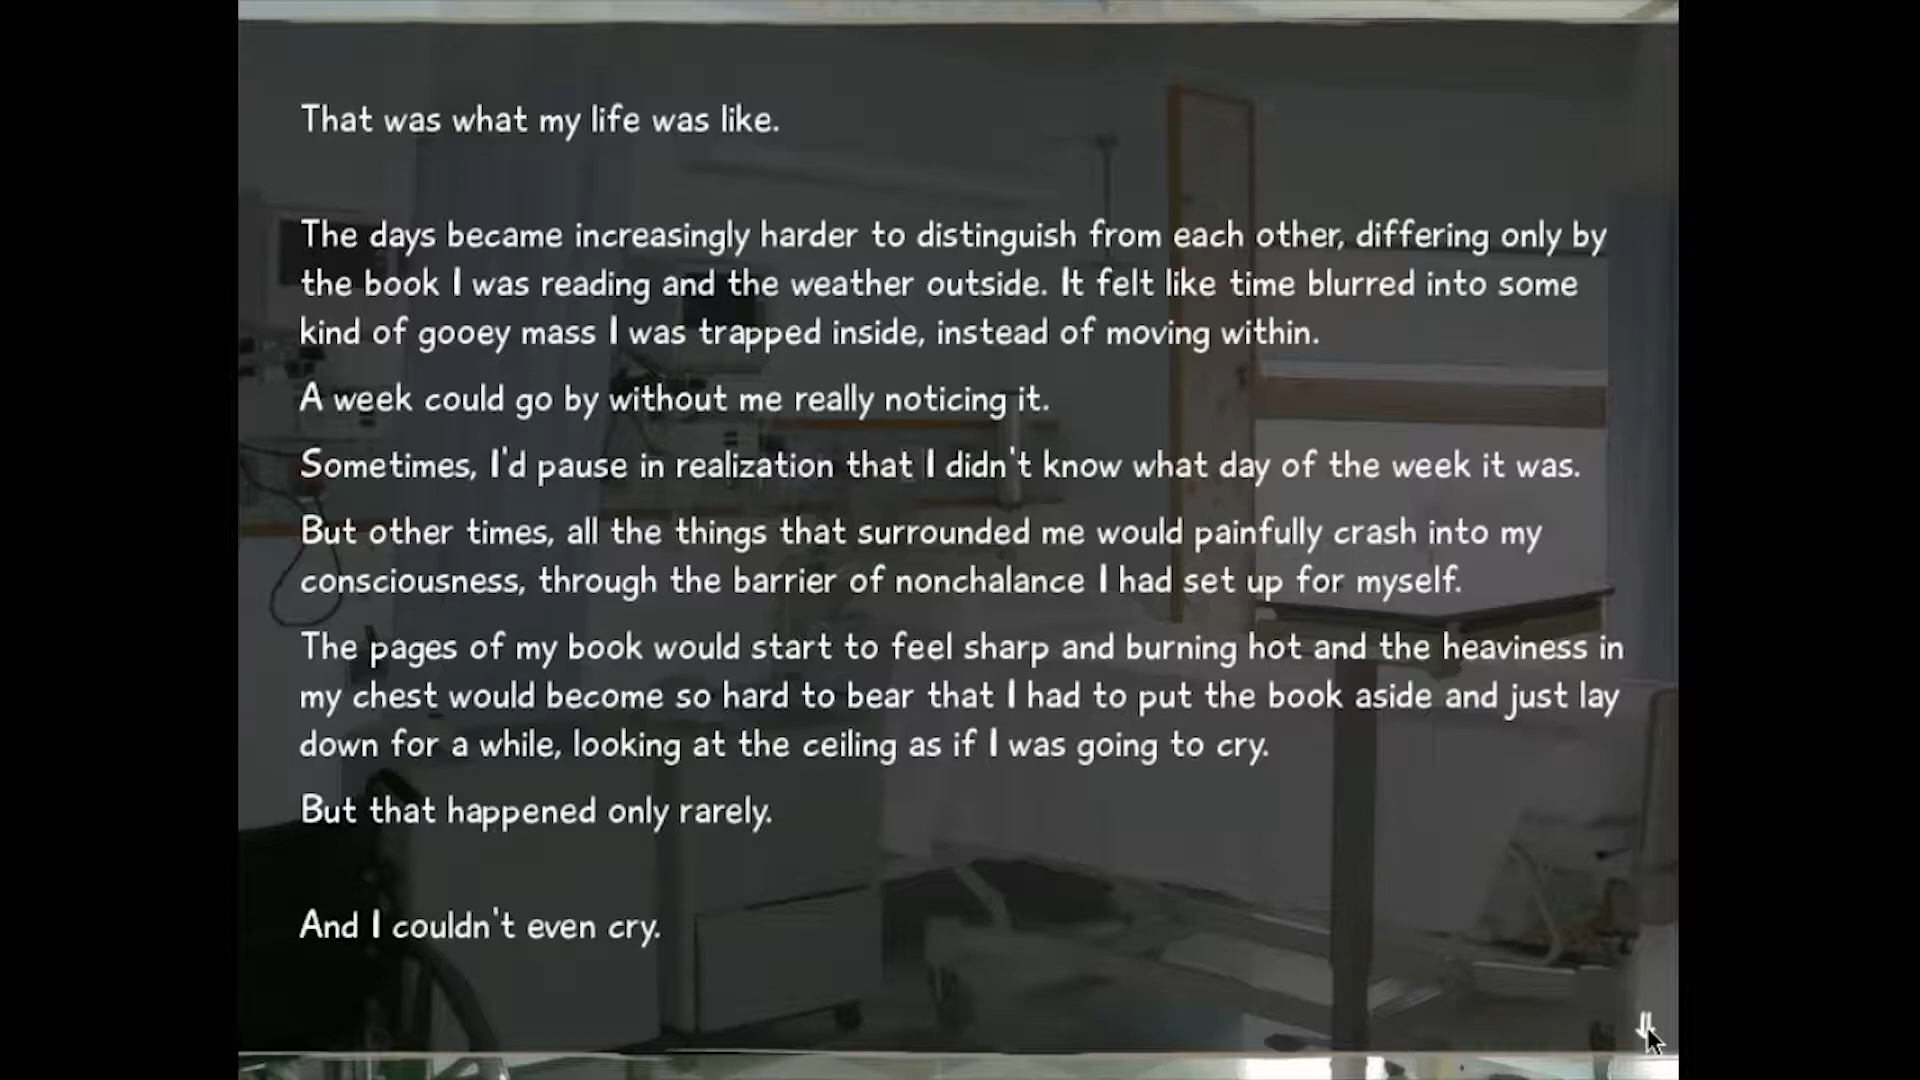 That was what my life was like.
The days became increasingly harder to distinguish from each other, differing only by
the book I was reading and the weather outside. It felt like time blurred into some
kind of gooey mass I was trapped inside, instead of moving within.
A week could go by without me really noticing it.
Sometimes, I'd pause in realization that I didn't know what day of the week it was.
But other times, all the things that surrounded me would painfully crash into my
consciousness, through the barrier of nonchalance I had set up for myself.
The pages of my book would start to feel sharp and burning hot and the heaviness in
my chest would become so hard to bear that I had to put the book aside and just lay
down for a while, looking at the ceiling as if I was going to cry.
But that happened only rarely.
And I couldn't even cry.